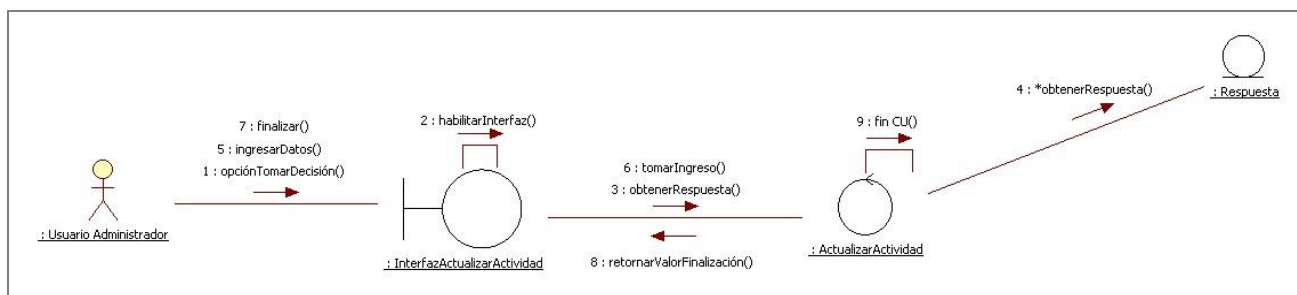 4 : *obtenerRespuesta()
: Respuesta
7 : finalizar()
5 : ingresarDatos()
1 : opciónTomarDecisión()
: Usuario Administrador
2 : habilitarInterfaz()
: InterfazActualizarActividad
6 : tomarIngreso()
3 : obtenerRespuesta()
8 : retornarValorFinalización()
9 : fin CU()
: ActualizarActividad